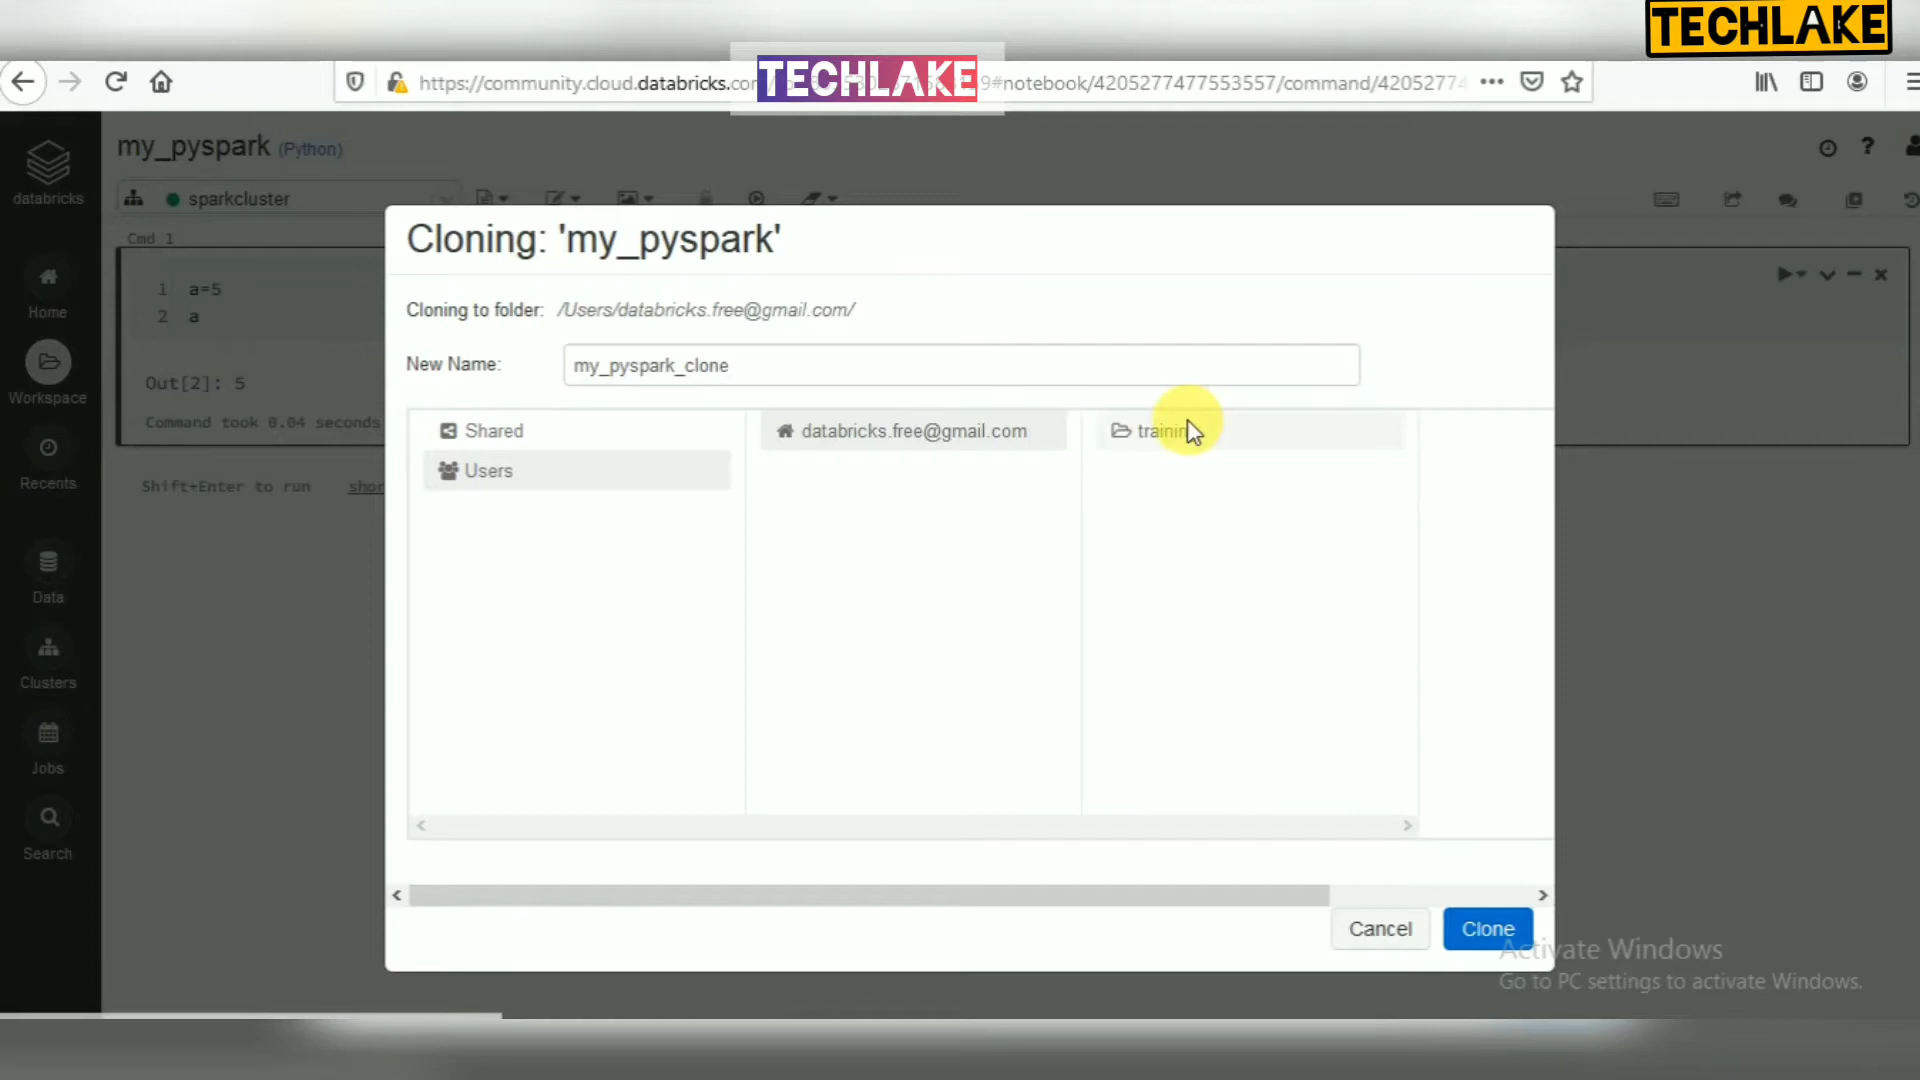 TECHLAKE
TECHLAKE
https://community.cloud.databricks.co
9#notebook/4205277477553557/command/42052774
databricks
my_pyspark (Python)
sparkcluster
Cmd 1
1 a=5
2 a
Out[2]: 5
Command took 0.04 seconds
Shift+Enter to run
Home
Workspace
Recents
Data
Clusters
Jobs
Search
Cloning: 'my_pyspark'
Cloning to folder: /Users/databricks.free@gmail.com/
New Name: my_pyspark_clone
Shared
Users
databricks.free@gmail.com
Cancel
Clone
Activate Windows
Go to PC settings to activate Windows.